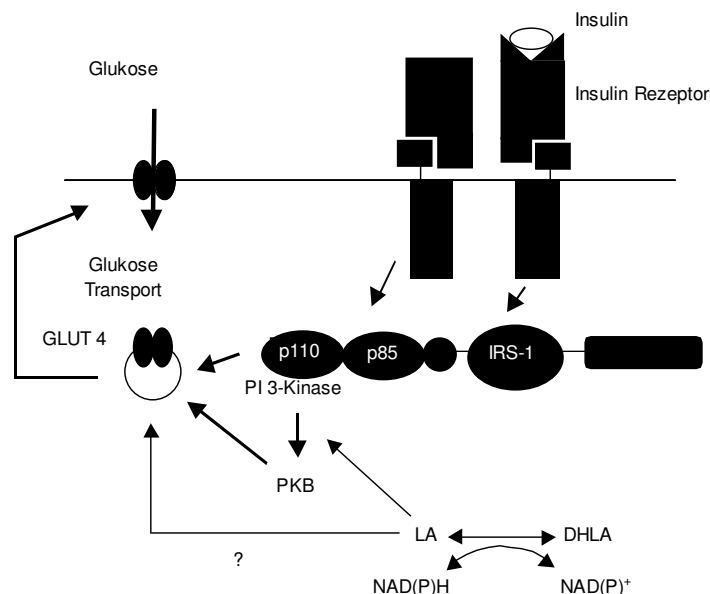 Insulin
Glukose
Insulin Rezeptor
Glukose
Transport
GLUT 4
p110
p85
IRS-1
PI 3-Kinase
PKB
LA
DHLA
?
NAD(P)H
NAD(P)⁺